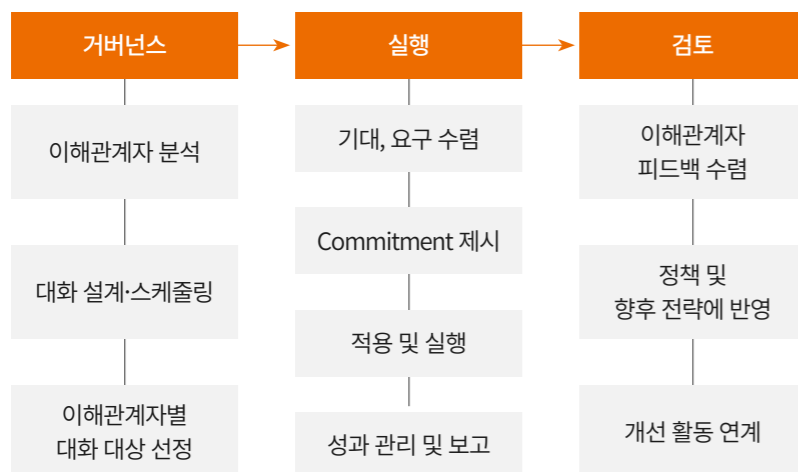 거버넌스
이해관계자 분석
대화 설계·스케줄링
이해관계자별
대화 대상 선정
실행
기대, 요구 수렴
Commitment 제시
적용 및 실행
성과 관리 및 보고
검토
이해관계자
피드백 수렴
정책 및
향후 전략에 반영
개선 활동 연계